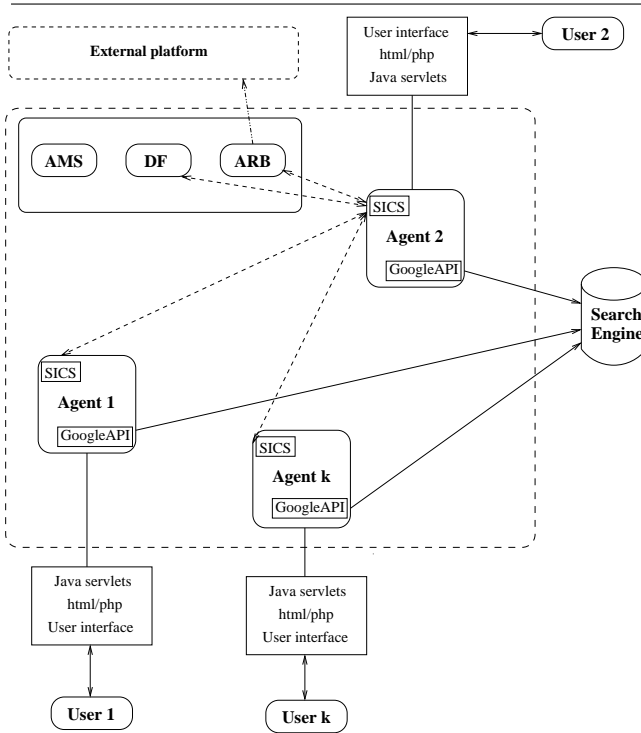 User interface
html/php
Java servlets
User 2
External platform
AMS
DF
ARB
SICS
Agent 2
GoogleAPI
Search
Engine
SICS
Agent 1
GoogleAPI
SICS
Agent k
GoogleAPI
Java servlets
html/php
User interface
Java servlets
html/php
User interface
User 1
User k